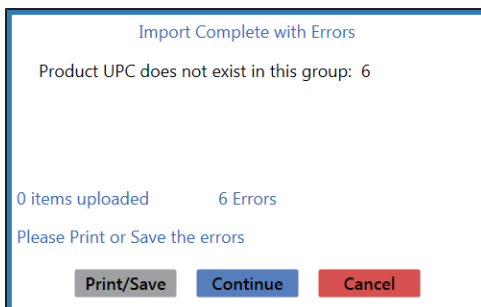 Import Complete with Errors
Product UPC does not exist in this group: 6
0 items uploaded 6 Errors
Please Print or Save the errors
Print/Save Continue Cancel